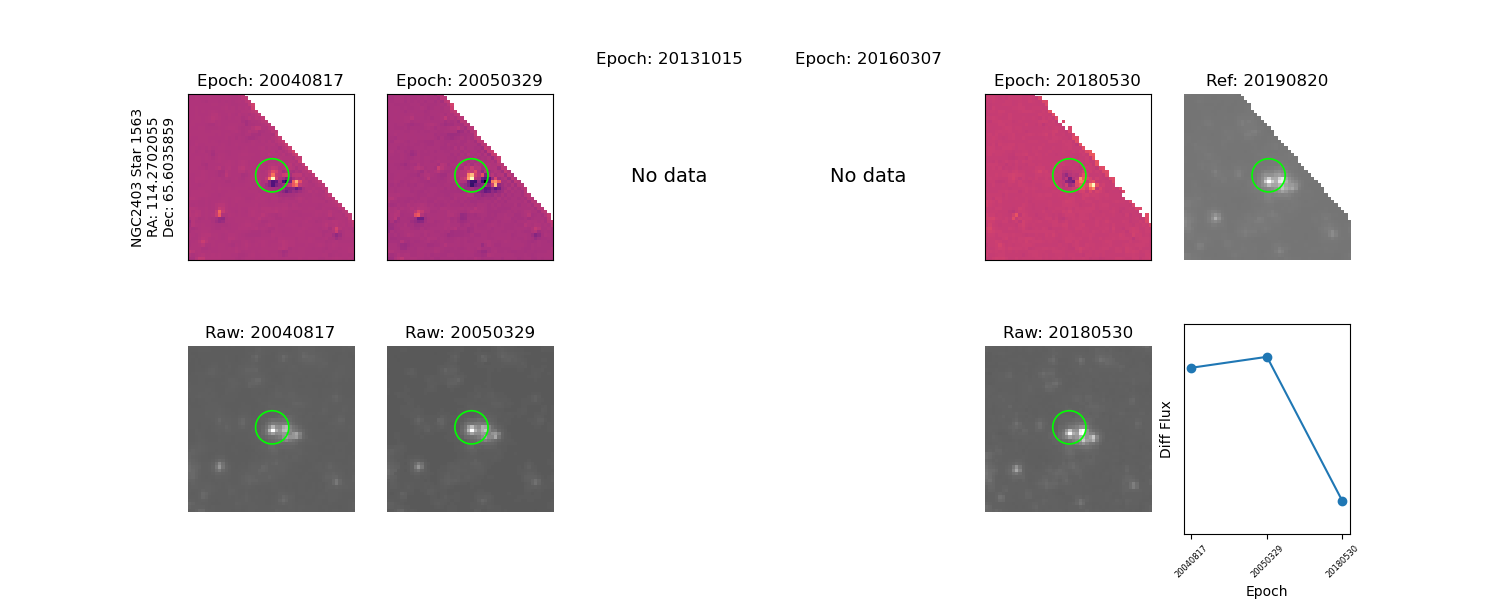 Epoch: 20040817
Epoch: 20050329
Epoch: 20131015
Epoch: 20160307
Epoch: 20180530
Ref: 20190820
NGC2403 Star 1563
RA: 114.2702055
Dec: 65.6035859
No data
No data
Raw: 20040817
Raw: 20050329
Raw: 20180530
Diff Flux
20040817
20050329
20180530
Epoch